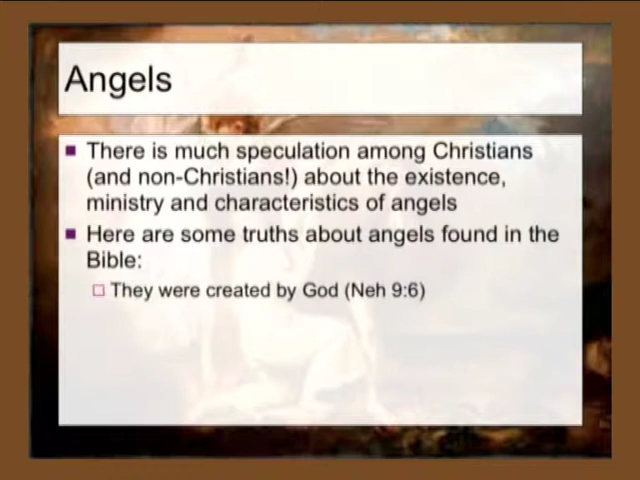 Angels
There is much speculation among Christians
(and non-Christians!) about the existence,
ministry and characteristics of angels
Here are some truths about angels found in the
Bible:
They were created by God (Neh 9:6)